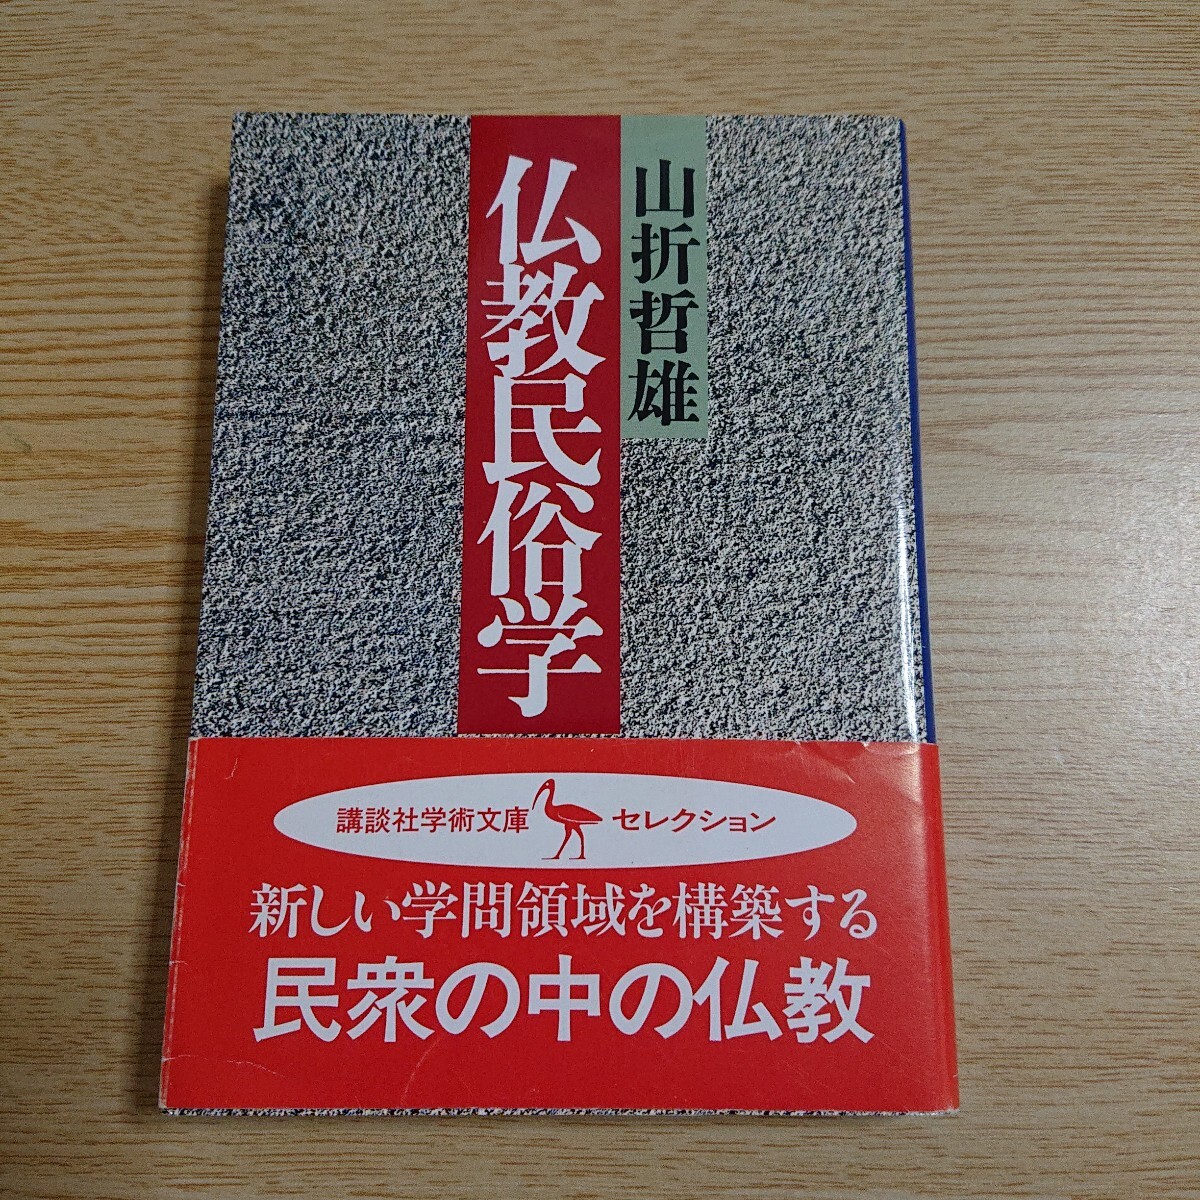 山折哲雄
仏教民俗学
講談社学術文庫 セレクション
新しい学問領域を構築する
民衆の中の仏教